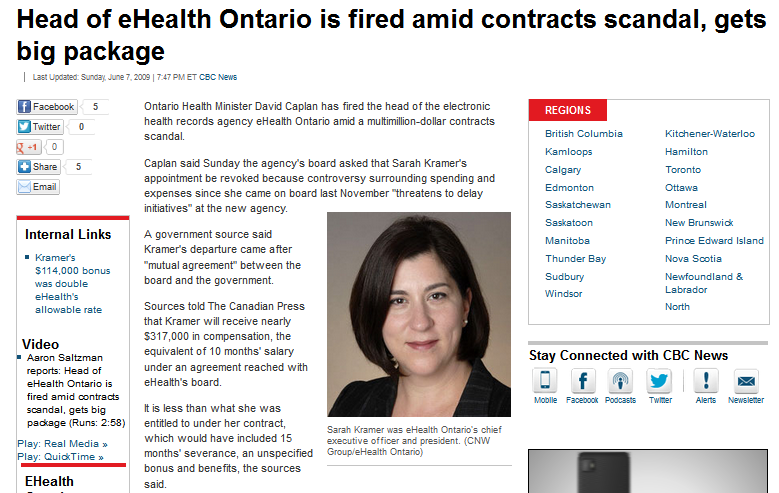 Head of eHealth Ontario is fired amid contracts scandal, gets
big package
Last Updated: Sunday, June 7, 2009 | 7:47 PM ET CBC News
Facebook 5
Twitter 0
+1 0
Share 5
Email
Internal Links
Kramer's
$114,000 bonus
was double
eHealth's
allowable rate
Video
Aaron Saltzman
reports: Head of
eHealth Ontario is
fired amid contracts
scandal, gets big
package (Runs: 2:58)
Play: Real Media »
Play: QuickTime »
EHealth
Ontario Health Minister David Caplan has fired the head of the electronic
health records agency eHealth Ontario amid a multimillion-dollar contracts
scandal.
Caplan said Sunday the agency's board asked that Sarah Kramer's
appointment be revoked because controversy surrounding spending and
expenses since she came on board last November "threatens to delay
initiatives" at the new agency.
A government source said
Kramer's departure came after
"mutual agreement" between the
board and the government.
Sources told The Canadian Press
that Kramer will receive nearly
$317,000 in compensation, the
equivalent of 10 months' salary
under an agreement reached with
eHealth's board.
It is less than what she was
entitled to under her contract,
which would have included 15
months' severance, an unspecified
bonus and benefits, the sources
said.
Sarah Kramer was eHealth Ontario's chief
executive officer and president. (CNW
Group/eHealth Ontario)
REGIONS
British Columbia
Kamloops
Calgary
Edmonton
Saskatchewan
Saskatoon
Manitoba
Thunder Bay
Sudbury
Windsor
Kitchener-Waterloo
Hamilton
Toronto
Ottawa
Montreal
New Brunswick
Prince Edward Island
Nova Scotia
Newfoundland &
Labrador
North
Stay Connected with CBC News
Mobile Facebook Podcasts Twitter Alerts Newsletter